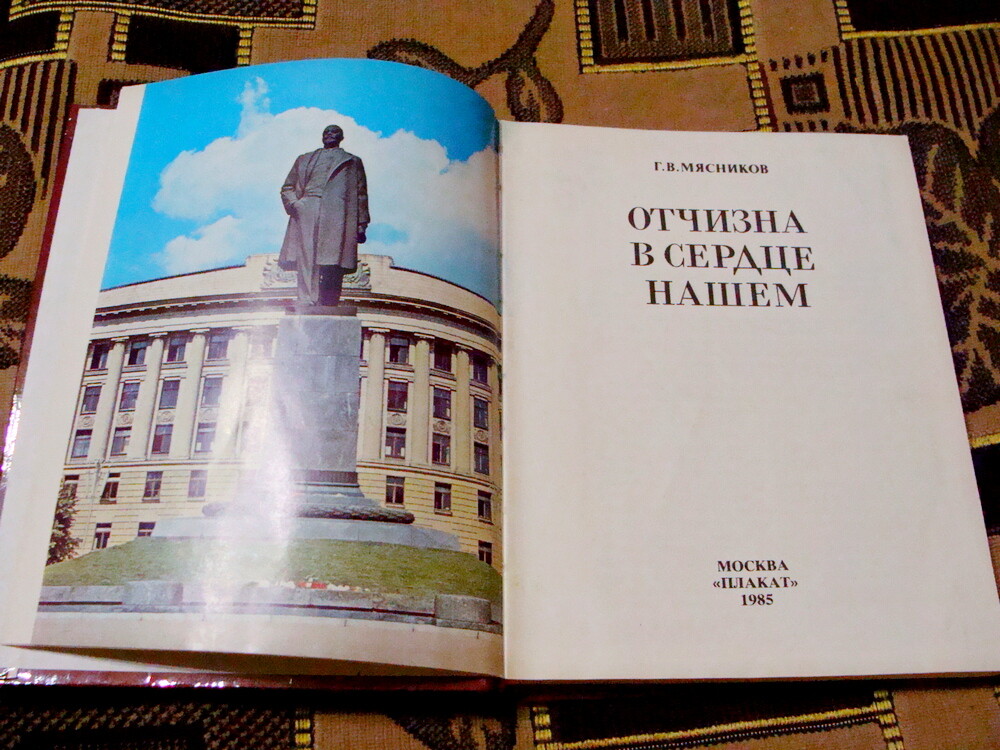 Г.В.МЯСНИКОВ
ОТЧИЗНА
В СЕРДЦЕ
НАШЕМ
МОСКВА
«ПЛАКАТ»
1985